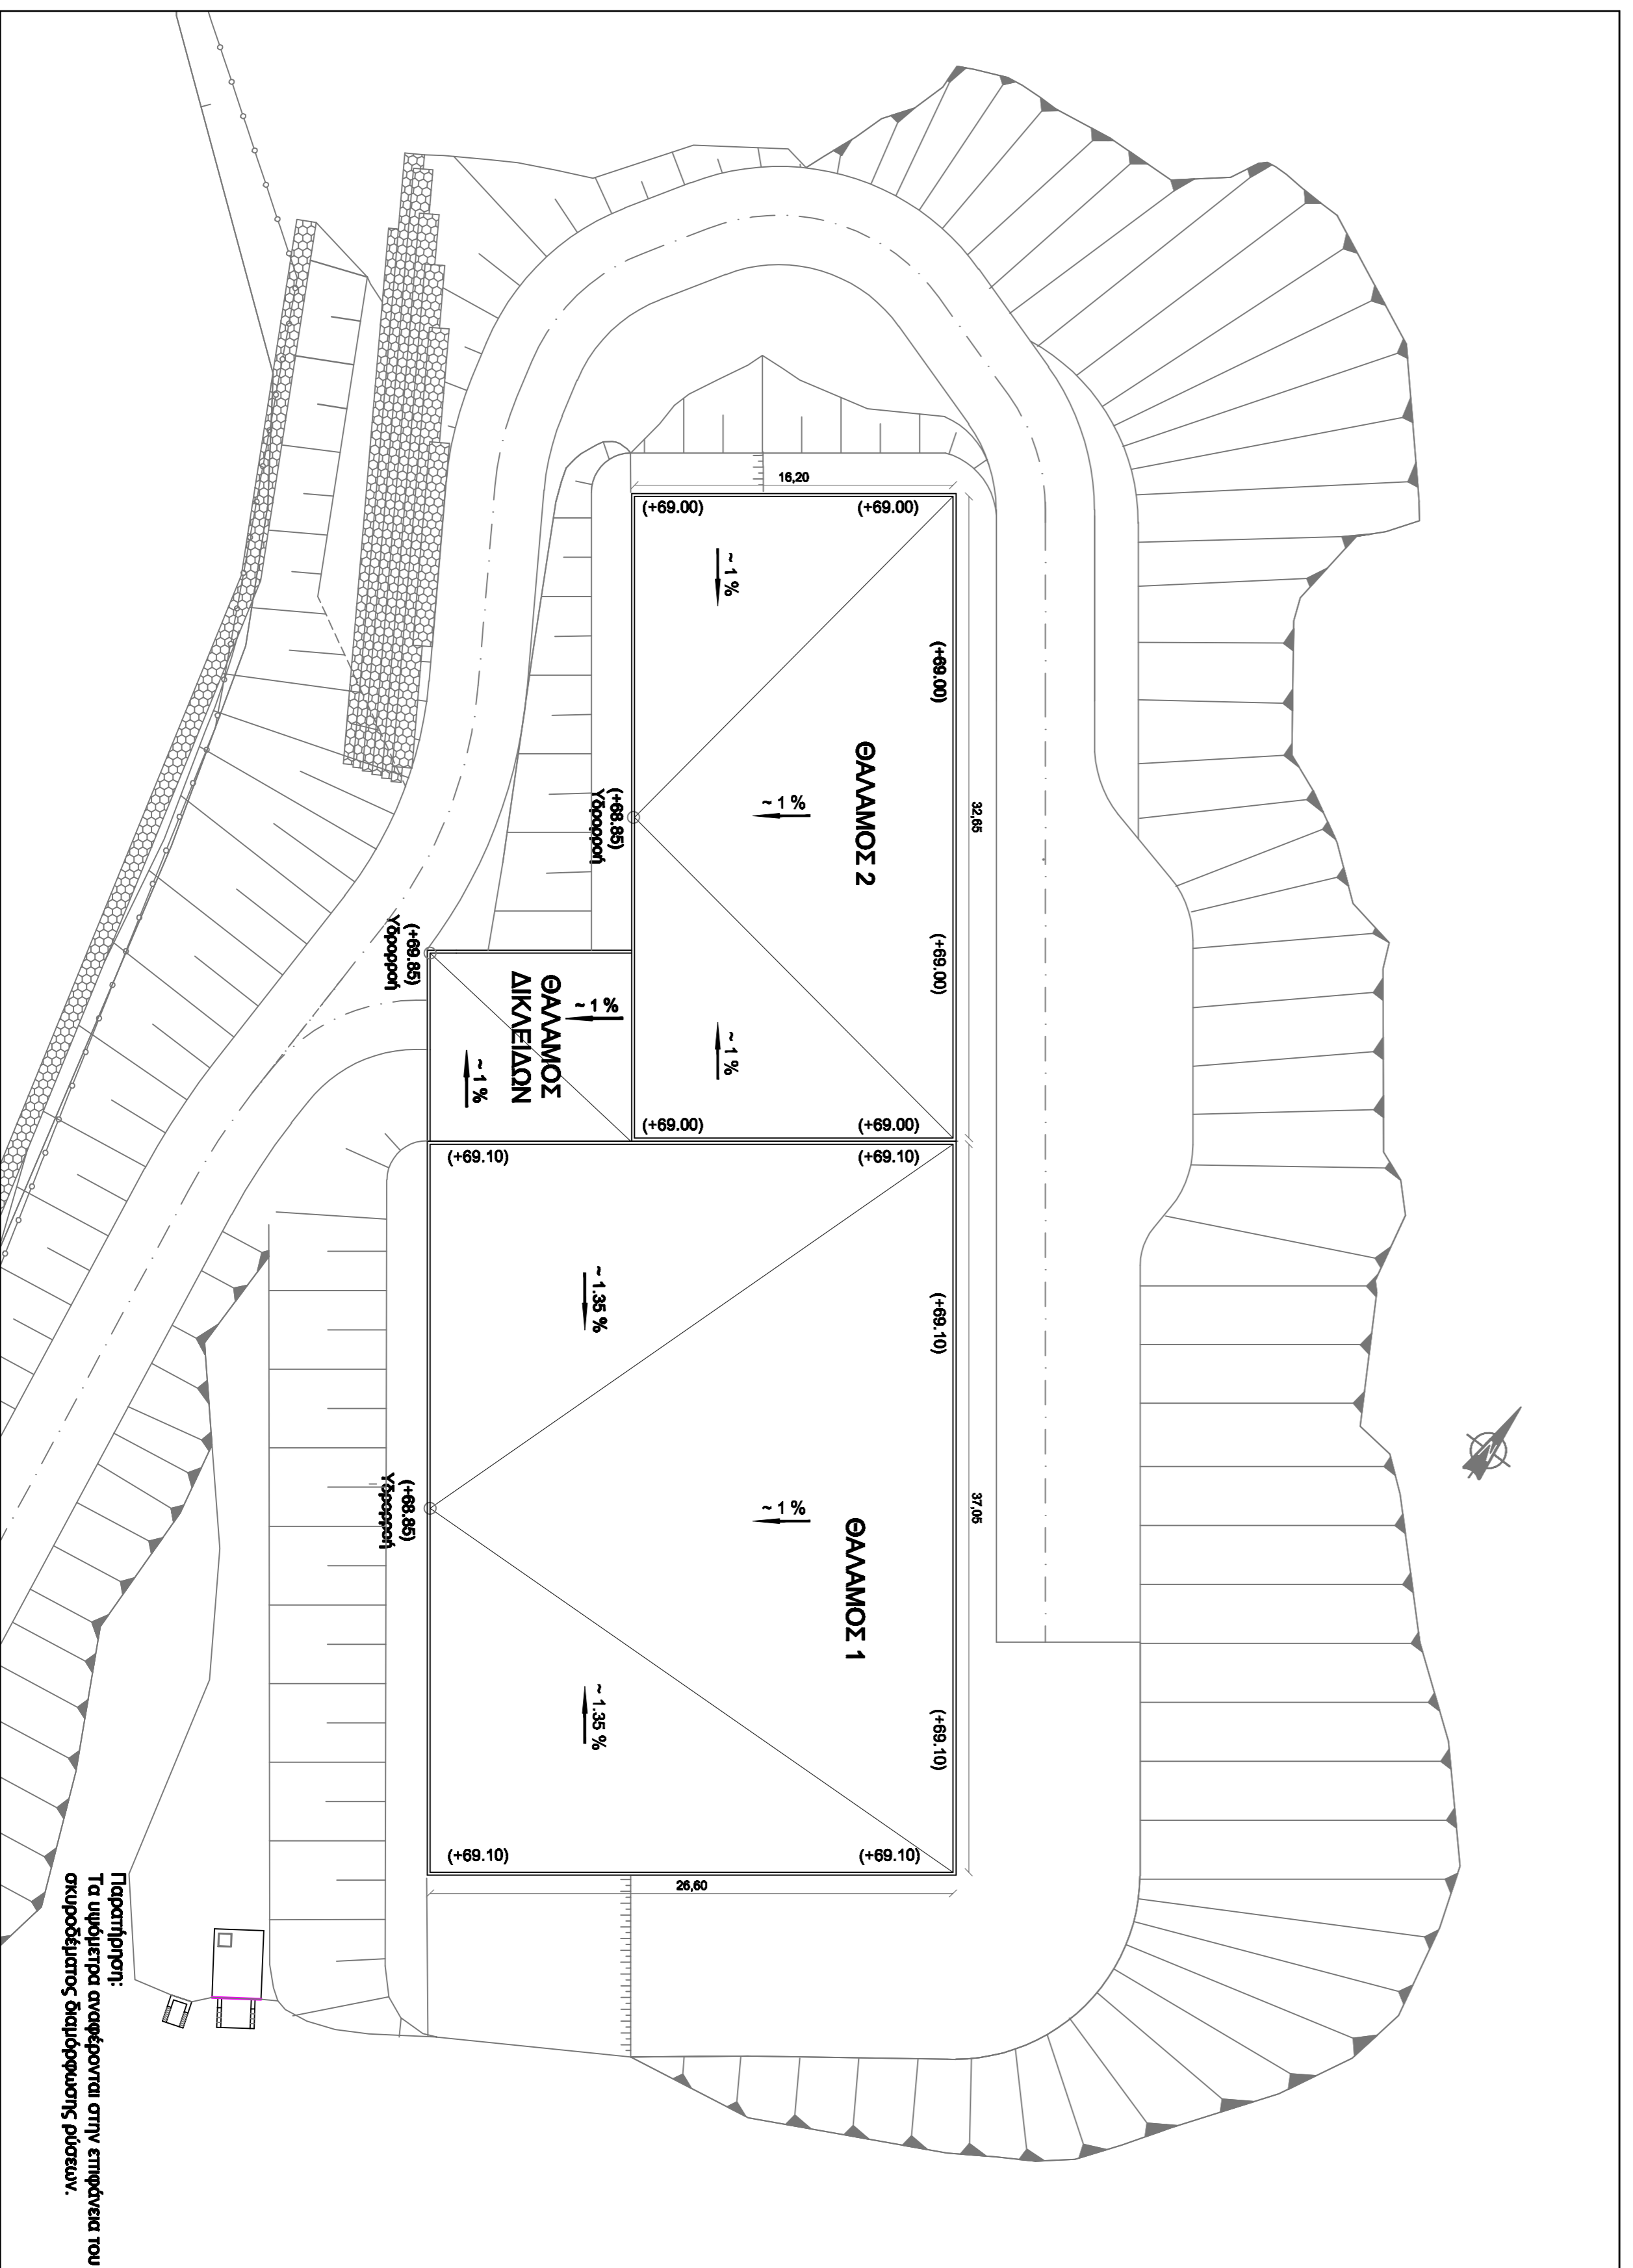 16,20
(+69.00)
(+69.00)
~ 1 %
(+69.00)
ΘΑΛΑΜΟΣ 2
32,65
~ 1 %
(+68.85)
Υδρορροή
(+69.00)
(+69.85)
Υδρορροή
ΘΑΛΑΜΟΣ
ΔΙΚΛΕΙΔΩΝ
~ 1 %
~ 1 %
~ 1 %
(+69.00)
(+69.00)
(+69.10)
(+69.10)
~ 1.35 %
(+69.10)
~ 1 %
37,05
ΘΑΛΑΜΟΣ 1
(+68.85)
Υδρορροή
~ 1.35 %
(+69.10)
(+69.10)
(+69.10)
26,60
Παρατήρηση:
Τα υψόμετρα αναφέρονται στην επιφάνεια του
σκυροδέματος διαμόρφωσης ρύσεων.